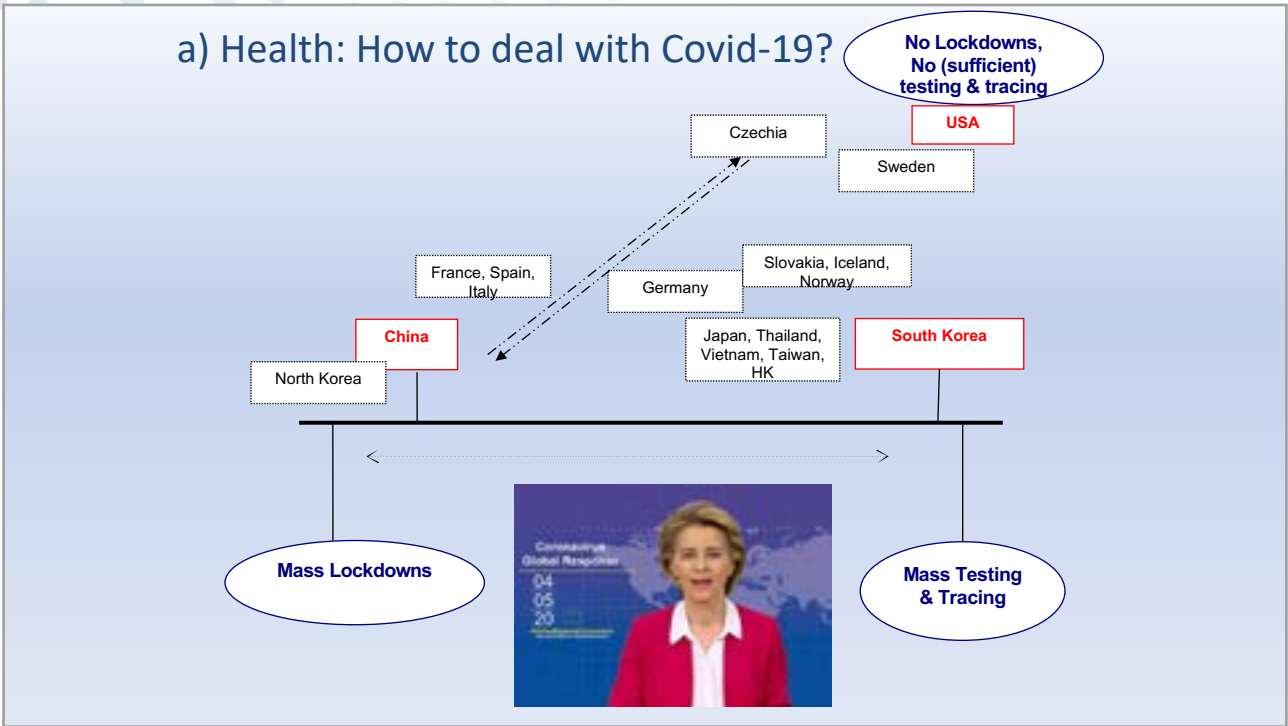 a) Health: How to deal with Covid-19?
No Lockdowns,
No (sufficient)
testing & tracing
USA
Czechia
Sweden
France, Spain,
Italy
Germany
Slovakia, Iceland,
Norway
China
North Korea
Japan, Thailand,
Vietnam, Taiwan,
HK
South Korea
Mass Lockdowns
Coronavirus
Global Response
04
05
20
Mass Testing
& Tracing